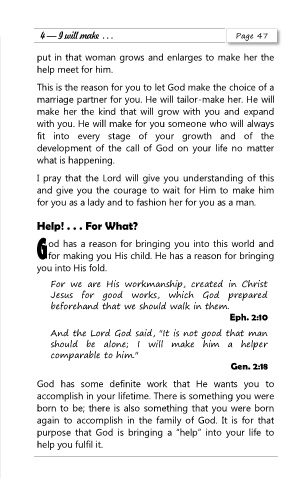 4 — I will make . . .
Page 47
put in that woman grows and enlarges to make her the
help meet for him.
This is the reason for you to let God make the choice of a
marriage partner for you. He will tailor-make her. He will
make her the kind that will grow with you and expand
with you. He will make for you someone who will always
fit into every stage of your growth and of the
development of the call of God on your life no matter
what is happening.
I pray that the Lord will give you understanding of this
and give you the courage to wait for Him to make him
for you as a lady and to fashion her for you as a man.
Help! . . . For What?
God has a reason for bringing you into this world and
for making you His child. He has a reason for bringing
you into His fold.
For we are His workmanship, created in Christ
Jesus for good works, which God prepared
beforehand that we should walk in them.
Eph. 2:10
And the Lord God said, "It is not good that man
should be alone; I will make him a helper
comparable to him."
Gen. 2:18
God has some definite work that He wants you to
accomplish in your lifetime. There is something you were
born to be; there is also something that you were born
again to accomplish in the family of God. It is for that
purpose that God is bringing a “help” into your life to
help you fulfil it.